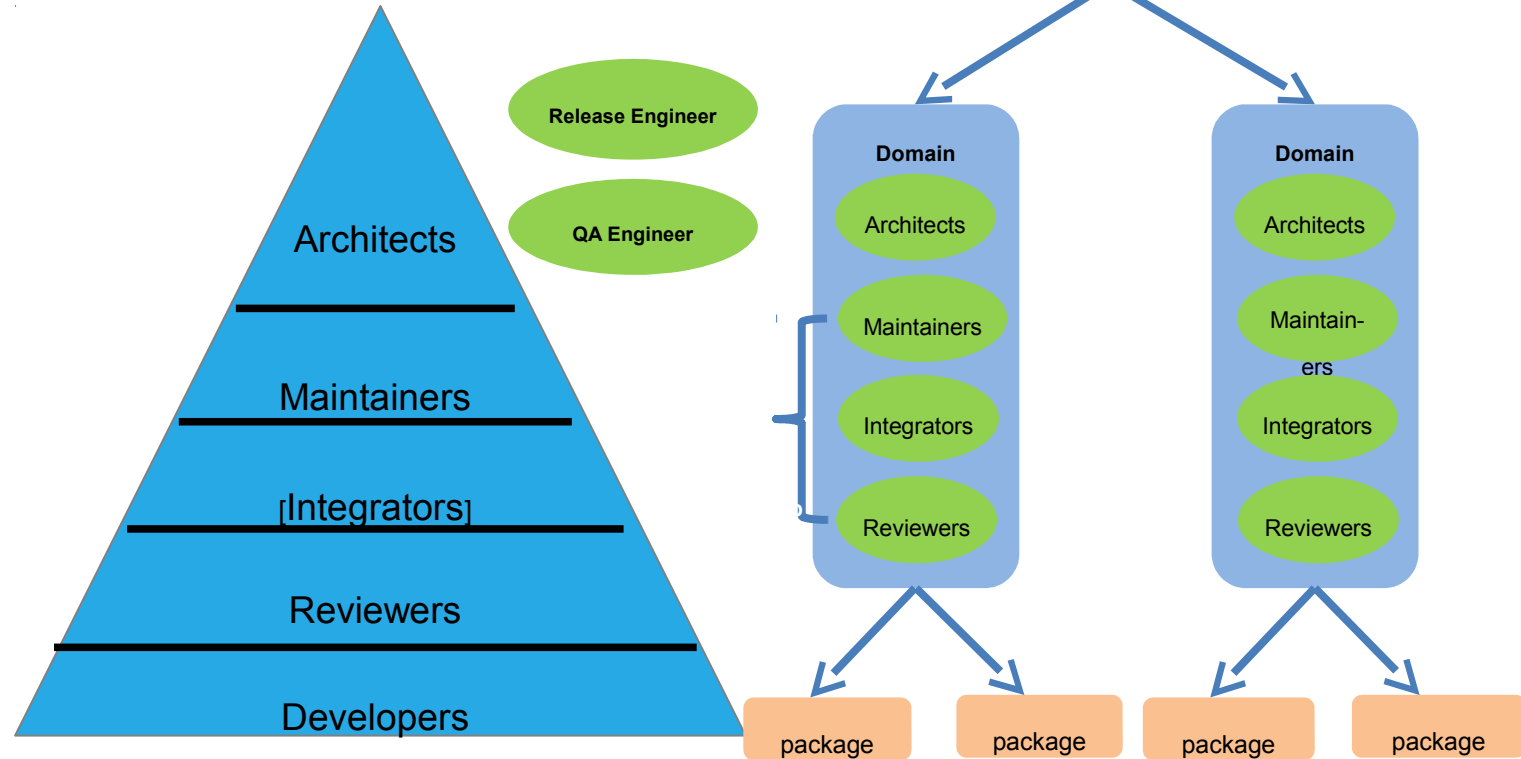 Architects
Maintainers
[Integrators]
Reviewers
Developers
Release Engineer
QA Engineer
Domain
Architects
Maintainers
Integrators
Reviewers
package
package
Domain
Architects
Maintain-
ers
Integrators
Reviewers
package
package